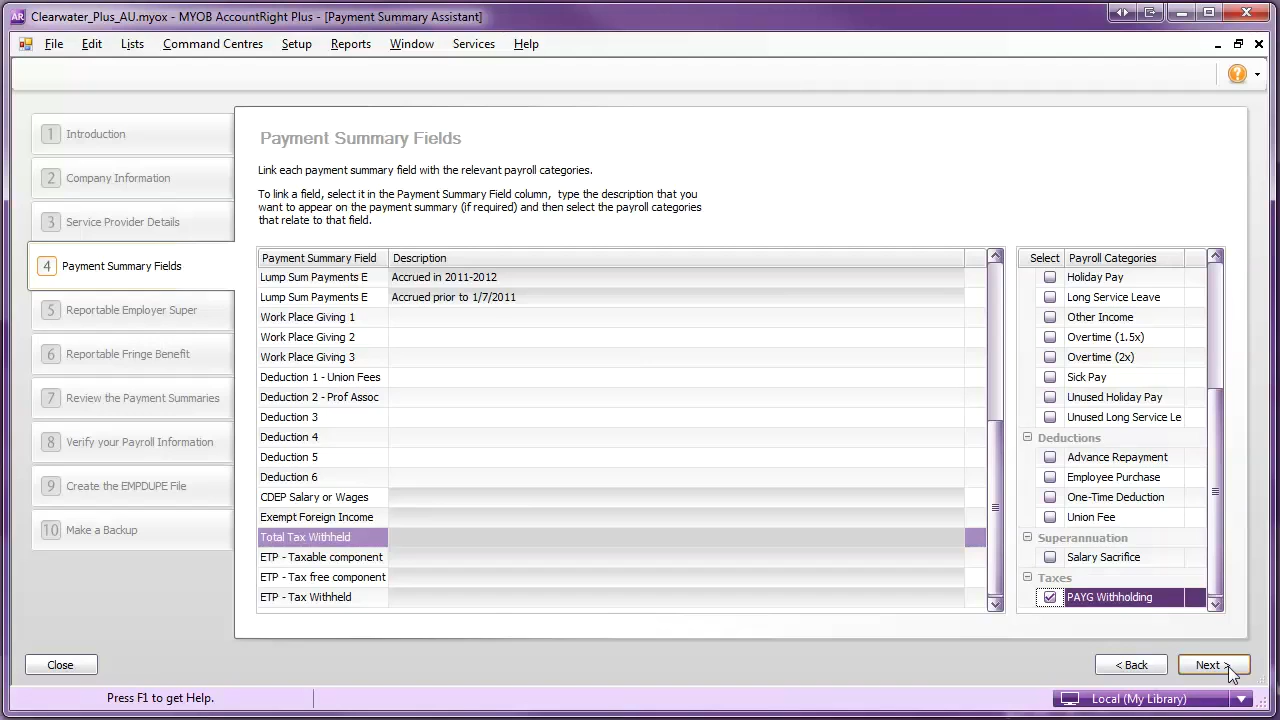 AR Clearwater_Plus_AU.myox - MYOB AccountRight Plus - [Payment Summary Assistant]
File Edit Lists Command Centres Setup Reports Window Services Help
?
1 Introduction
2 Company Information
3 Service Provider Details
4 Payment Summary Fields
5 Reportable Employer Super
6 Reportable Fringe Benefit
7 Review the Payment Summaries
8 Verify your Payroll Information
9 Create the EMPDUPE File
10 Make a Backup
Payment Summary Fields
Link each payment summary field with the relevant payroll categories.
To link a field, select it in the Payment Summary Field column, type the description that you
want to appear on the payment summary (if required) and then select the payroll categories
that relate to that field.
Payment Summary Field Description
Lump Sum Payments E Accrued in 2011-2012
Lump Sum Payments E Accrued prior to 1/7/2011
Work Place Giving 1
Work Place Giving 2
Work Place Giving 3
Deduction 1 - Union Fees
Deduction 2 - Prof Assoc
Deduction 3
Deduction 4
Deduction 5
Deduction 6
CDEP Salary or Wages
Exempt Foreign Income
Total Tax Withheld
ETP - Taxable component
ETP - Tax free component
ETP - Tax Withheld
Select Payroll Categories
Holiday Pay
Long Service Leave
Other Income
Overtime (1.5x)
Overtime (2x)
Sick Pay
Unused Holiday Pay
Unused Long Service Le
Deductions
Advance Repayment
Employee Purchase
One-Time Deduction
Union Fee
Superannuation
Salary Sacrifice
Taxes
PAYG Withholding
Close < Back Next >
Press F1 to get Help. Local (My Library)